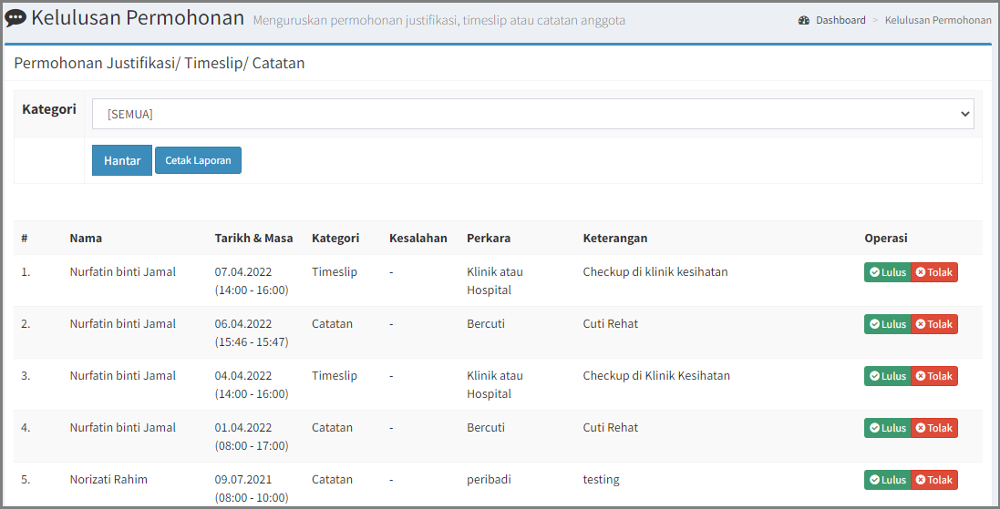 Kelulusan Permohonan Menguruskan permohonan justifikasi, timeslip atau catatan anggota Dashboard > Kelulusan Permohonan
Permohonan Justifikasi/ Timeslip/ Catatan
Kategori [SEMUA]
Hantar Cetak Laporan
# Nama Tarikh & Masa Kategori Kesalahan Perkara Keterangan Operasi
1. Nurfatin binti Jamal 07.04.2022 Timeslip - Klinik atau Checkup di klinik kesihatan Lulus Tolak
(14:00 - 16:00) Hospital
2. Nurfatin binti Jamal 06.04.2022 Catatan - Bercuti Cuti Rehat Lulus Tolak
(15:46 - 15:47)
3. Nurfatin binti Jamal 04.04.2022 Timeslip - Klinik atau Checkup di Klinik Kesihatan Lulus Tolak
(14:00 - 16:00) Hospital
4. Nurfatin binti Jamal 01.04.2022 Catatan - Bercuti Cuti Rehat Lulus Tolak
(08:00 - 17:00)
5. Norizati Rahim 09.07.2021 Catatan - peribadi testing Lulus Tolak
(08:00 - 10:00)